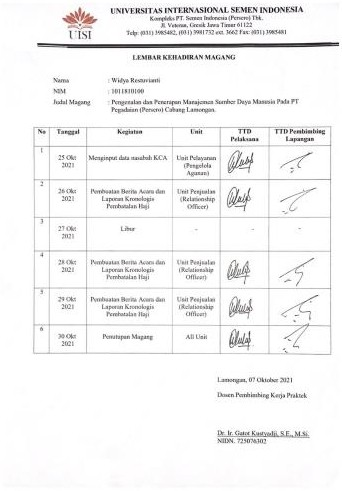 UNIVERSITAS INTERNASIONAL SEMEN INDONESIA
Kompleks PT. Semen Indonesia (Persero) Tbk.
Jl. Veteran, Gresik Jawa Timur 61122
Telp: (031) 3985482, (031) 3981732 ext. 3662 Fax: (031) 3985481
UISI
LEMBAR KEHADIRAN MAGANG
Nama : Widya Restuvianti
NIM : 1011810100
Judul Magang : Pengenalan dan Penerapan Manajemen Sumber Daya Manusia Pada PT
Pegadaian (Persero) Cabang Lamongan.
No Tanggal Kegiatan Unit TTD Pelaksana TTD Pembimbing Lapangan
1 25 Okt 2021 Menginput data nasabah KCA Unit Pelayanan (Pengelola Agunan)
2 26 Okt 2021 Pembuatan Berita Acara dan Laporan Kronologis Pembatalan Haji Unit Penjualan (Relationship Officer)
3 27 Okt 2021 Libur - - -
4 28 Okt 2021 Pembuatan Berita Acara dan Laporan Kronologis Pembatalan Haji Unit Penjualan (Relationship Officer)
5 29 Okt 2021 Pembuatan Berita Acara dan Laporan Kronologis Pembatalan Haji Unit Penjualan (Relationship Officer)
6 30 Okt 2021 Penutupan Magang All Unit
Lamongan, 07 Oktober 2021
Dosen Pembimbing Kerja Praktek
Dr. Ir. Gatot Kustyadji, S.E., M.Si.
NIDN. 725076302